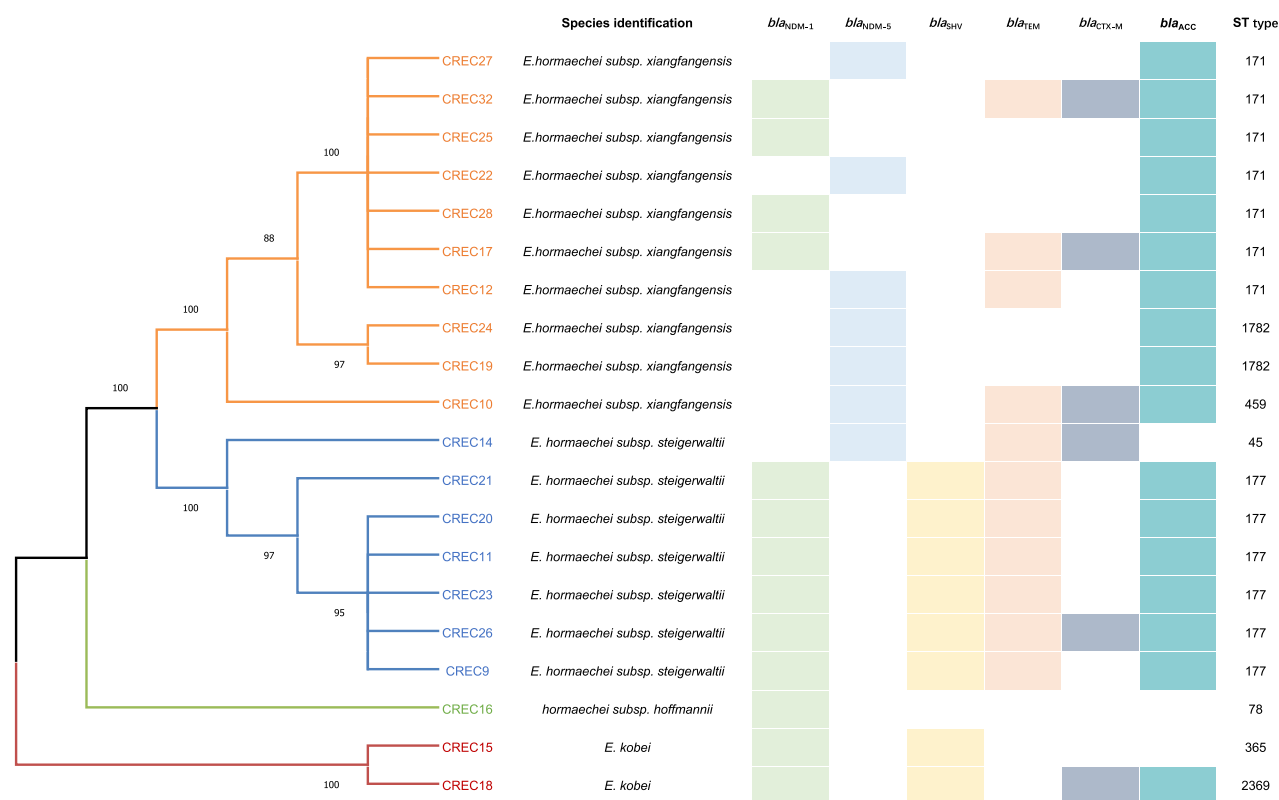 Species identification blaNDM-1 blaNDM-5 blaSHV blaTEM blaCTX-M blaACC ST type
CREC27 E.hormaechei subsp. xiangfangensis 171
CREC32 E.hormaechei subsp. xiangfangensis 171
CREC25 E.hormaechei subsp. xiangfangensis 171
100
CREC22 E.hormaechei subsp. xiangfangensis 171
CREC28 E.hormaechei subsp. xiangfangensis 171
88
CREC17 E.hormaechei subsp. xiangfangensis 171
CREC12 E.hormaechei subsp. xiangfangensis 171
100
CREC24 E.hormaechei subsp. xiangfangensis 1782
97
CREC19 E.hormaechei subsp. xiangfangensis 1782
100
CREC10 E.hormaechei subsp. xiangfangensis 459
CREC14 E. hormaechei subsp. steigerwaltii 45
CREC21 E. hormaechei subsp. steigerwaltii 177
100
CREC20 E. hormaechei subsp. steigerwaltii 177
97
CREC11 E. hormaechei subsp. steigerwaltii 177
CREC23 E. hormaechei subsp. steigerwaltii 177
95
CREC26 E. hormaechei subsp. steigerwaltii 177
CREC9 E. hormaechei subsp. steigerwaltii 177
CREC16 hormaechei subsp. hoffmannii 78
CREC15 E. kobei 365
100
CREC18 E. kobei 2369